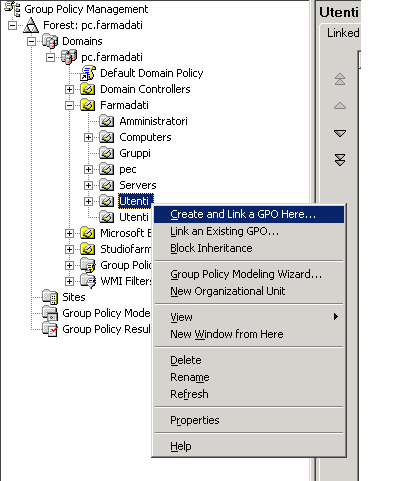 Group Policy Management
Forest: pc.farmadati
Domains
pc.farmadati
Default Domain Policy
Domain Controllers
Farmadati
Amministratori
Computers
Gruppi
pec
Servers
Utenti
Utenti
Microsoft E
Studiofarm
Group Polic
WMI Filters
Sites
Group Policy Mode
Group Policy Resul
Utenti
Linked
Create and Link a GPO Here...
Link an Existing GPO...
Block Inheritance
Group Policy Modeling Wizard...
New Organizational Unit
View
New Window from Here
Delete
Rename
Refresh
Properties
Help